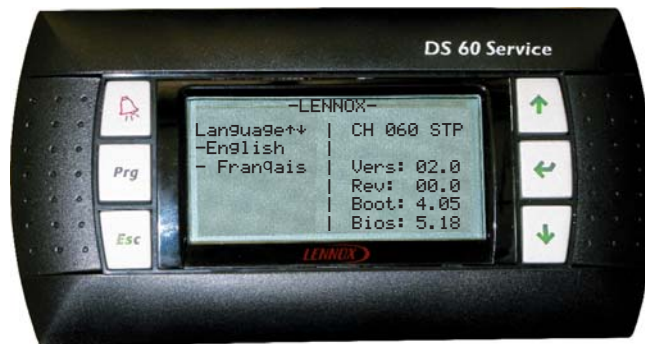 DS 60 Service
-LENNOX-
Language↑↓ | CH 060 STP
-English |
- Français | Vers: 02.0
| Rev: 00.0
| Boot: 4.05
| Bios: 5.18
Prg
Esc
LENNOX